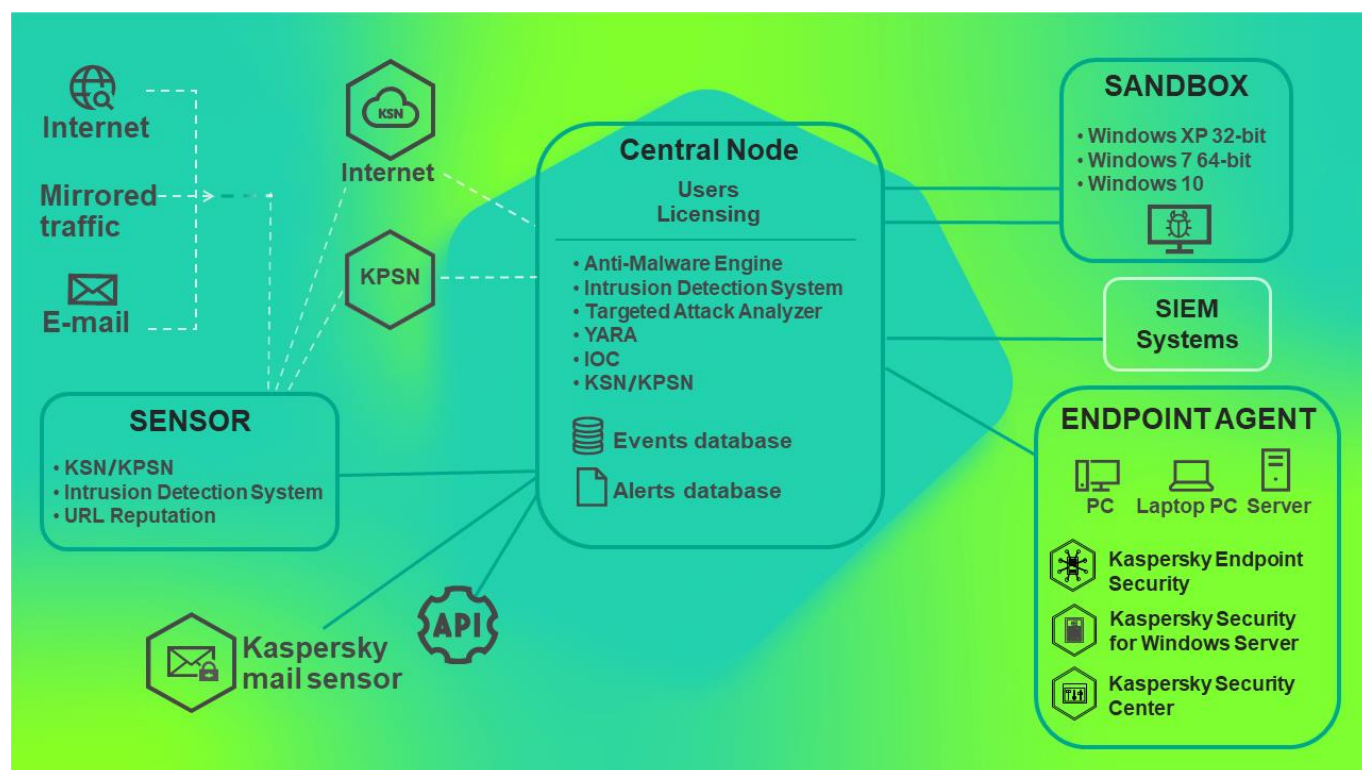 Internet
Mirrored
traffic
E-mail
KSN
Internet
KPSN
SENSOR
• KSN/KPSN
• Intrusion Detection System
• URL Reputation
Kaspersky
mail sensor
API
Central Node
Users
Licensing
• Anti-Malware Engine
• Intrusion Detection System
• Targeted Attack Analyzer
• YARA
• IOC
• KSN/KPSN
Events database
Alerts database
SANDBOX
• Windows XP 32-bit
• Windows 7 64-bit
• Windows 10
SIEM
Systems
ENDPOINT AGENT
PC Laptop PC Server
Kaspersky Endpoint
Security
Kaspersky Security
for Windows Server
Kaspersky Security
Center